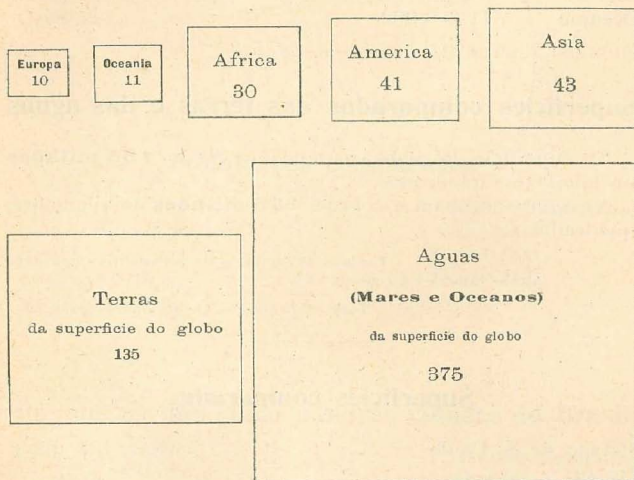 Europa
10
Oceania
11
Africa
30
America
41
Asia
43
Terras
da superficie do globo
135
Aguas
(Mares e Oceanos)
da superficie do globo
375